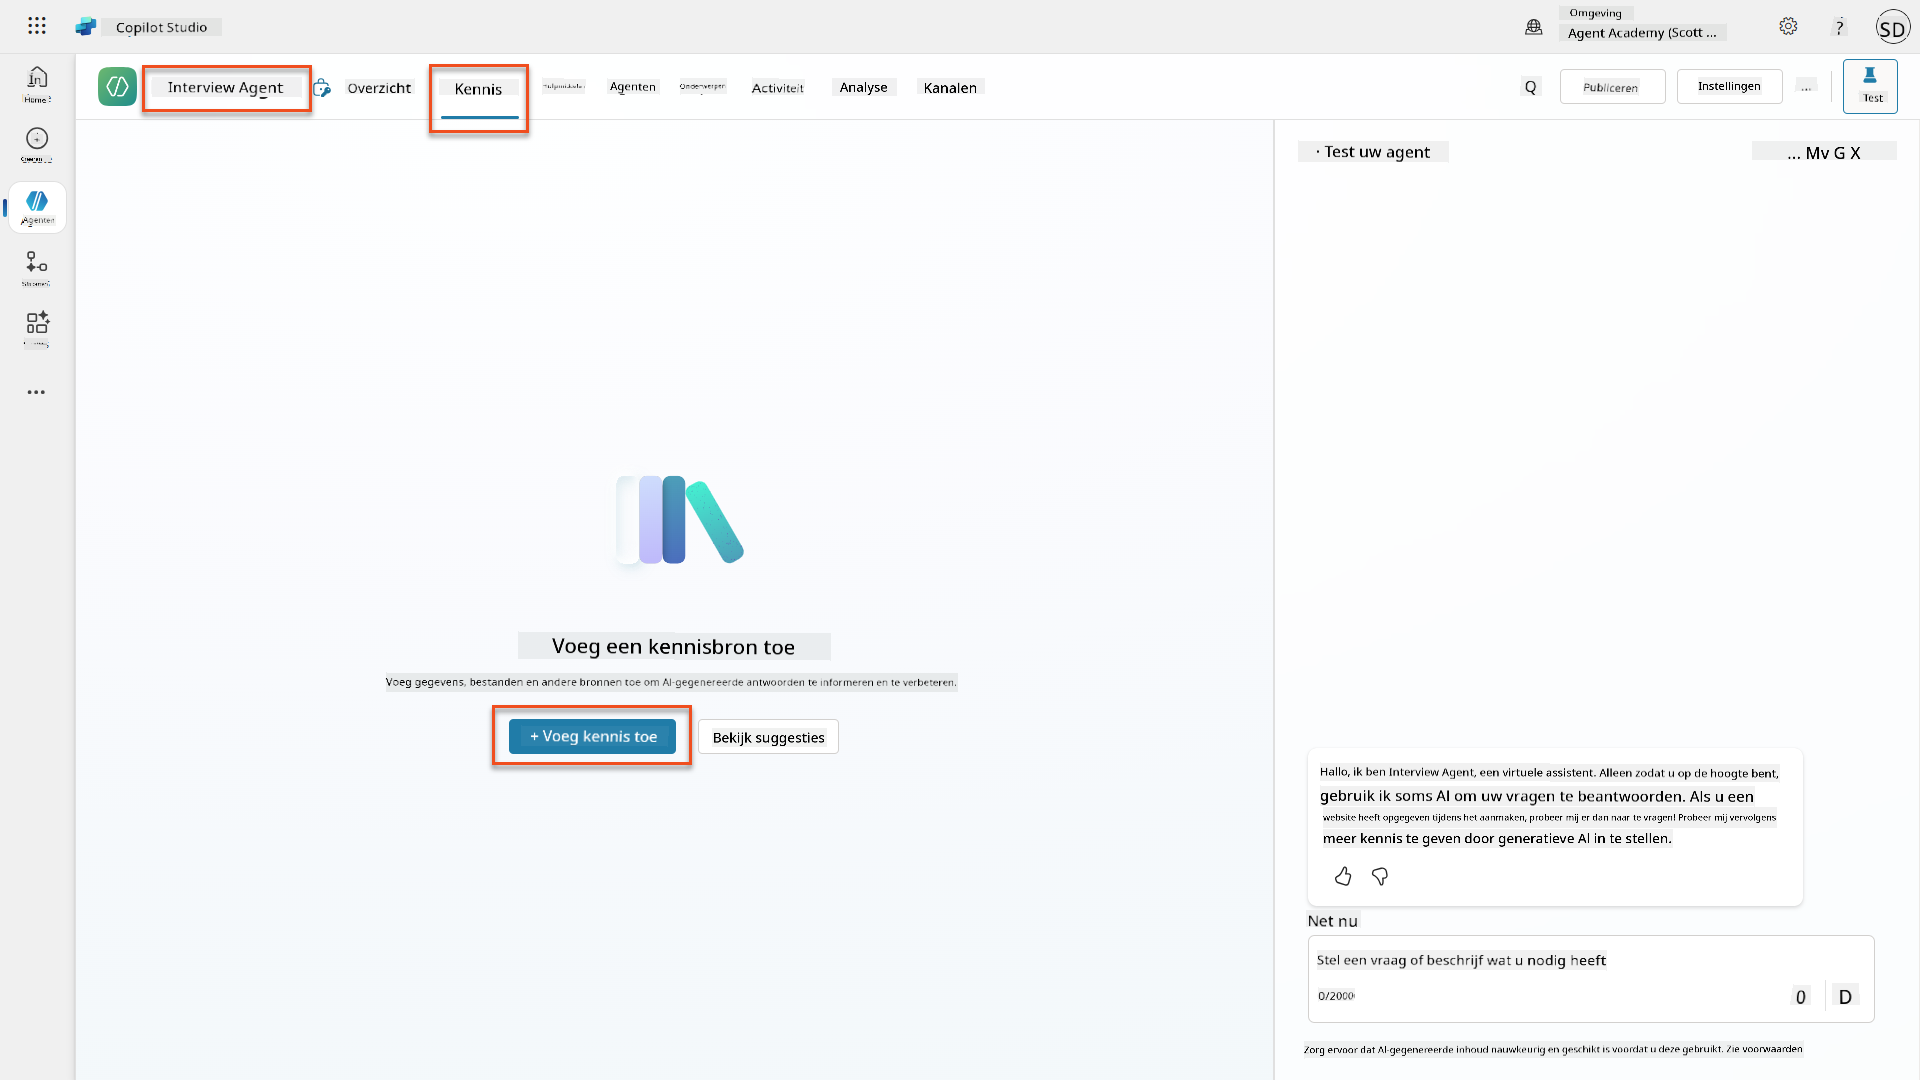 Copilot Studio
Omgeving
Agent Academy (Scott ...
?
SD
Interview Agent
Overzicht
Kennis
Agenten
Onderwerpen
Activiteit
Analyse
Kanalen
Q
Publiceren
Instellingen
...
Test
Home
Agenten
· Test uw agent
... Mv G X
Voeg een kennisbron toe
Voeg gegevens, bestanden en andere bronnen toe om AI-gegenereerde antwoorden te informeren en te verbeteren.
+ Voeg kennis toe
Bekijk suggesties
Hallo, ik ben Interview Agent, een virtuele assistent. Alleen zodat u op de hoogte bent,
gebruik ik soms AI om uw vragen te beantwoorden. Als u een
website heeft opgegeven tijdens het aanmaken, probeer mij er dan naar te vragen! Probeer mij vervolgens
meer kennis te geven door generatieve AI in te stellen.
Net nu
Stel een vraag of beschrijf wat u nodig heeft
0/2000
0
D
Zorg ervoor dat AI-gegenereerde inhoud nauwkeurig en geschikt is voordat u deze gebruikt. Zie voorwaarden